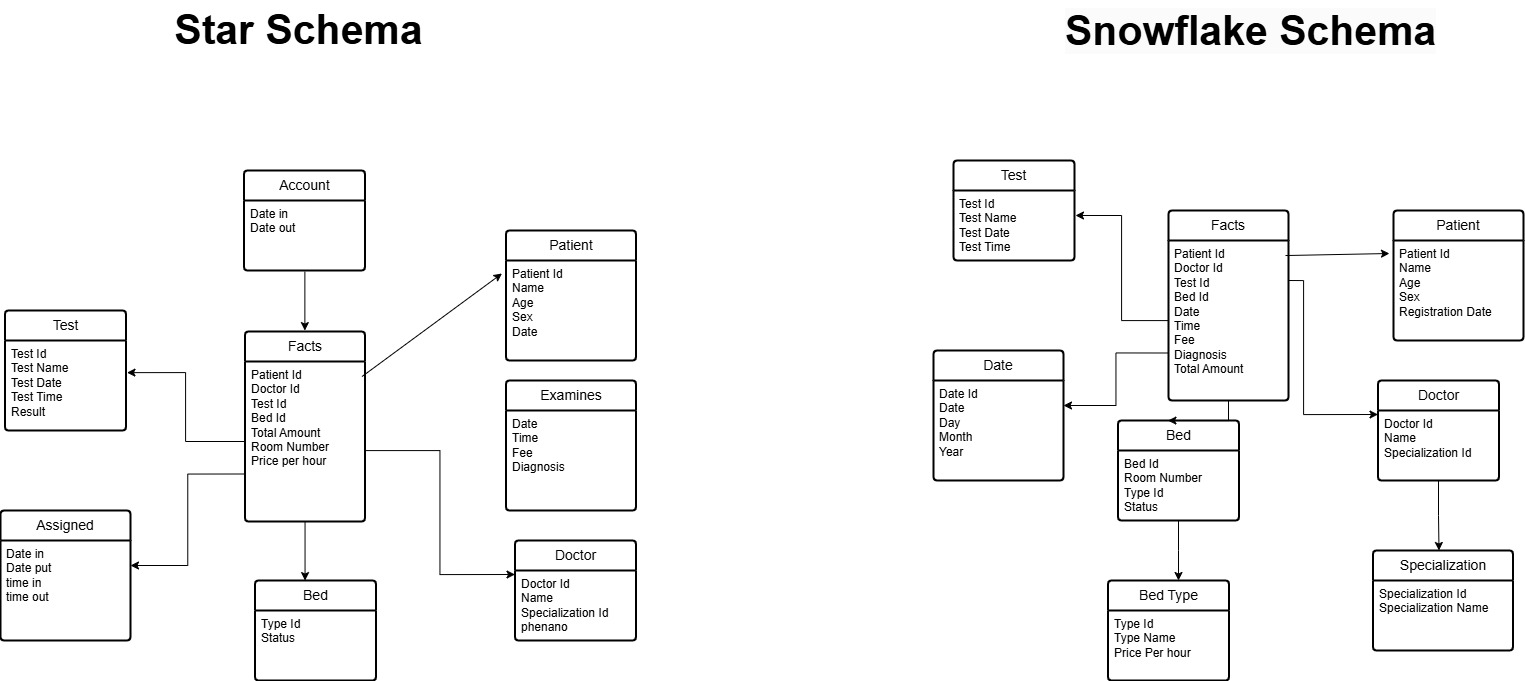 Star Schema
Account
Date in
Date out
Patient
Patient Id
Name
Age
Sex
Date
Test
Test Id
Test Name
Test Date
Test Time
Result
Facts
Patient Id
Doctor Id
Test Id
Bed Id
Total Amount
Room Number
Price per hour
Examines
Date
Time
Fee
Diagnosis
Assigned
Date in
Date put
time in
time out
Bed
Type Id
Status
Doctor
Doctor Id
Name
Specialization Id
phenano
Snowflake Schema
Test
Test Id
Test Name
Test Date
Test Time
Facts
Patient Id
Doctor Id
Test Id
Bed Id
Date
Time
Fee
Diagnosis
Total Amount
Patient
Patient Id
Name
Age
Sex
Registration Date
Date
Date Id
Date
Day
Month
Year
Bed
Bed Id
Room Number
Type Id
Status
Doctor
Doctor Id
Name
Specialization Id
Bed Type
Type Id
Type Name
Price Per hour
Specialization
Specialization Id
Specialization Name